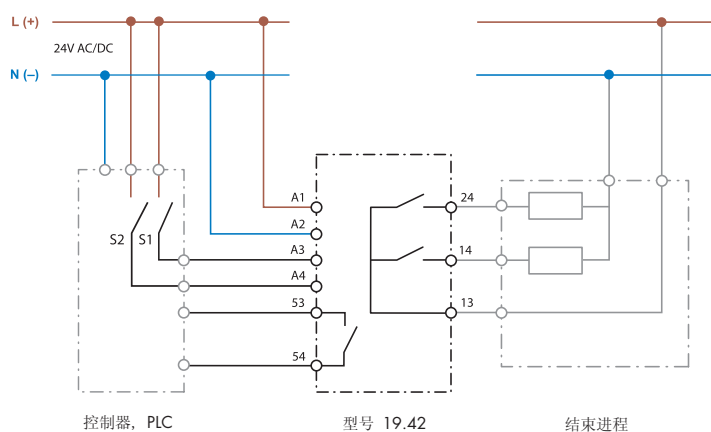 L (+)
24V AC/DC
N (–)
A1
24
A2
S2
S1
A3
14
A4
53
13
54
控制器, PLC
型号 19.42
结束进程